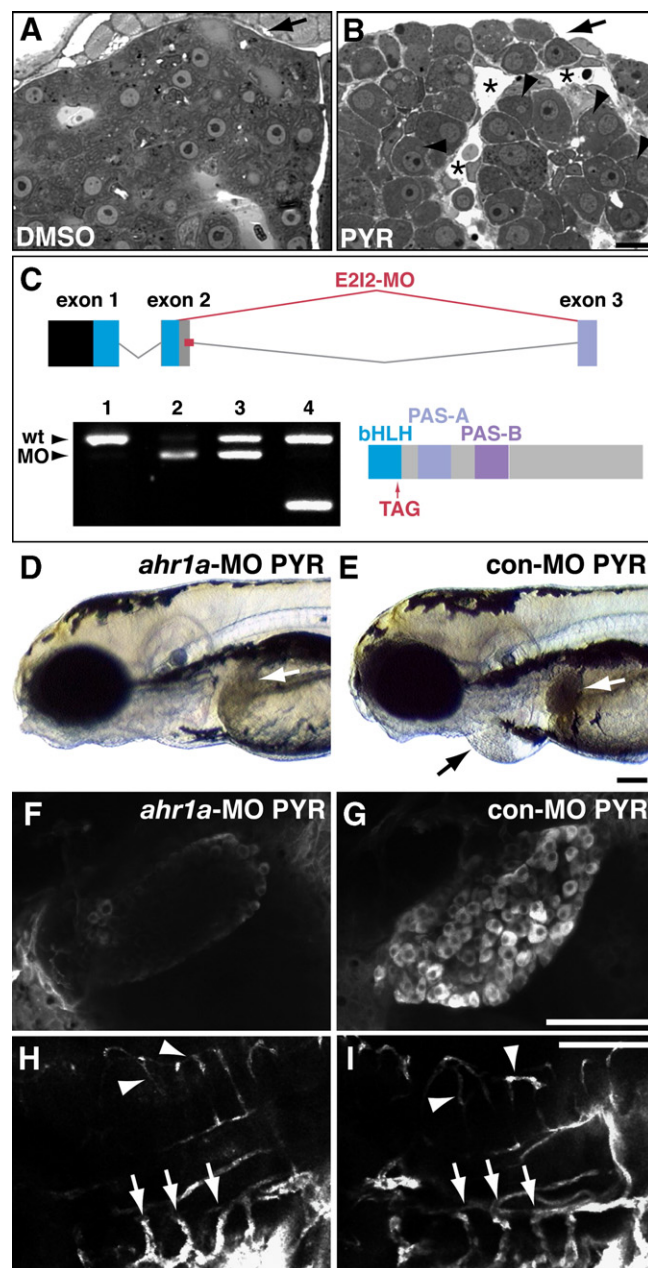 A
DMSO
B
PYR
C
E2I2-MO
exon 1
exon 2
exon 3
1 2 3 4
wt
MO
PAS-A
bHLH
PAS-B
TAG
D
ahr1a-MO PYR
E
con-MO PYR
F
ahr1a-MO PYR
G
con-MO PYR
H
I